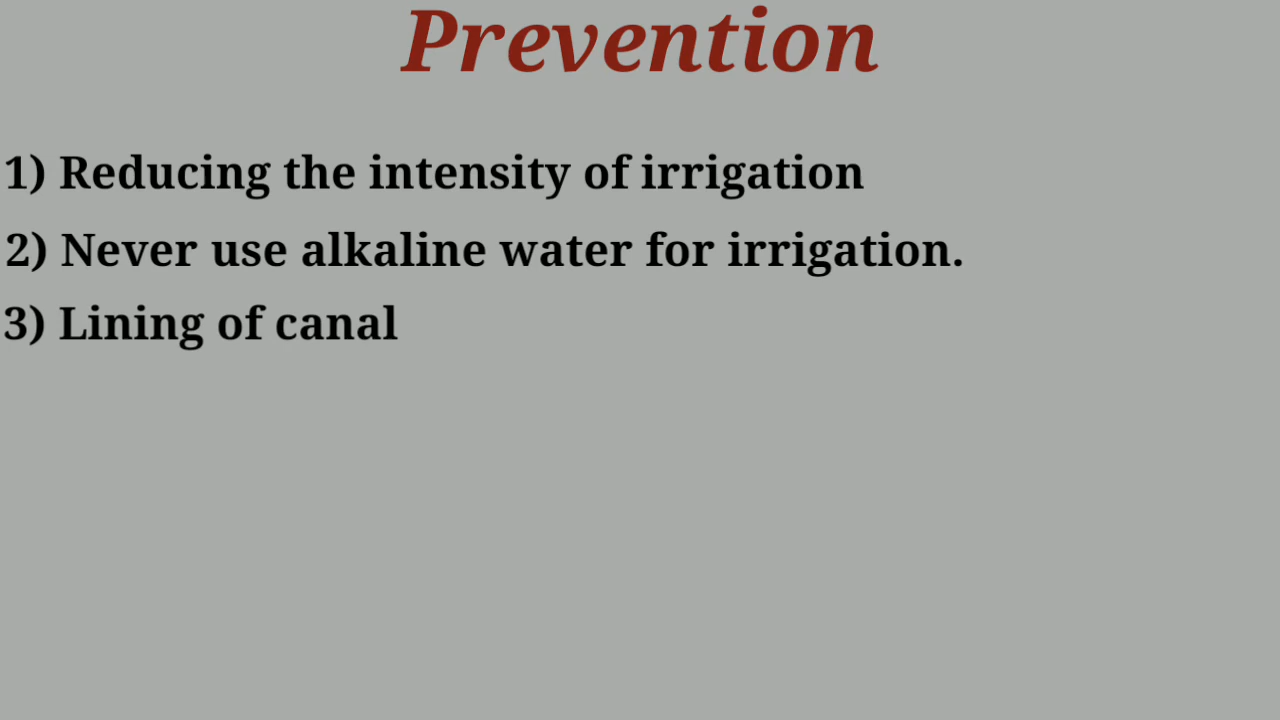 Prevention
1) Reducing the intensity of irrigation
2) Never use alkaline water for irrigation.
3) Lining of canal